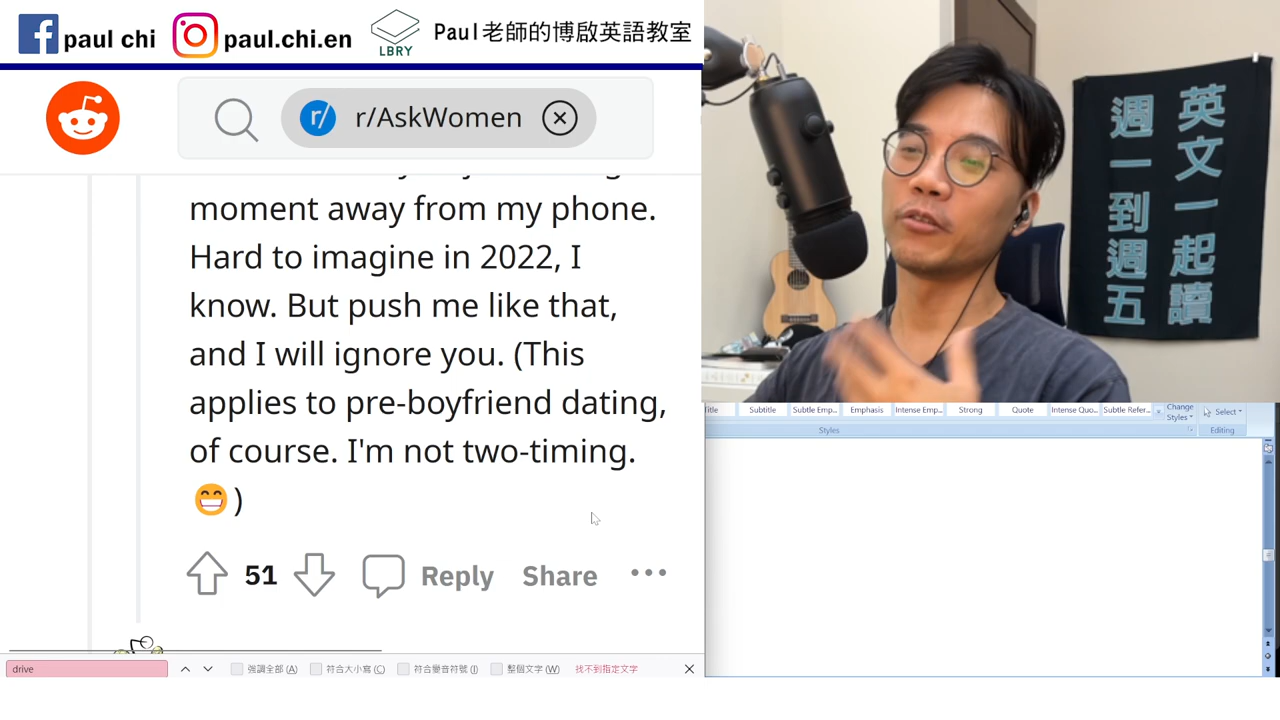 paul chi
paul.chi.en
LBRY
Paul老師的博啟英語教室
r/
r/AskWomen
moment away from my phone.
Hard to imagine in 2022, I
know. But push me like that,
and I will ignore you. (This
applies to pre-boyfriend dating,
of course. I'm not two-timing.
😁)
51
Reply
Share
drive
強調全部 (A)
符合大小寫 (C)
符合變音符號 (I)
整個文字 (W)
找不到指定文字
英文一起讀
週一到週五
Title
Subtitle
Subtle Emp...
Emphasis
Intense Emp...
Strong
Quote
Intense Quo...
Subtle Refer...
Change
Styles
Select
Styles
Editing